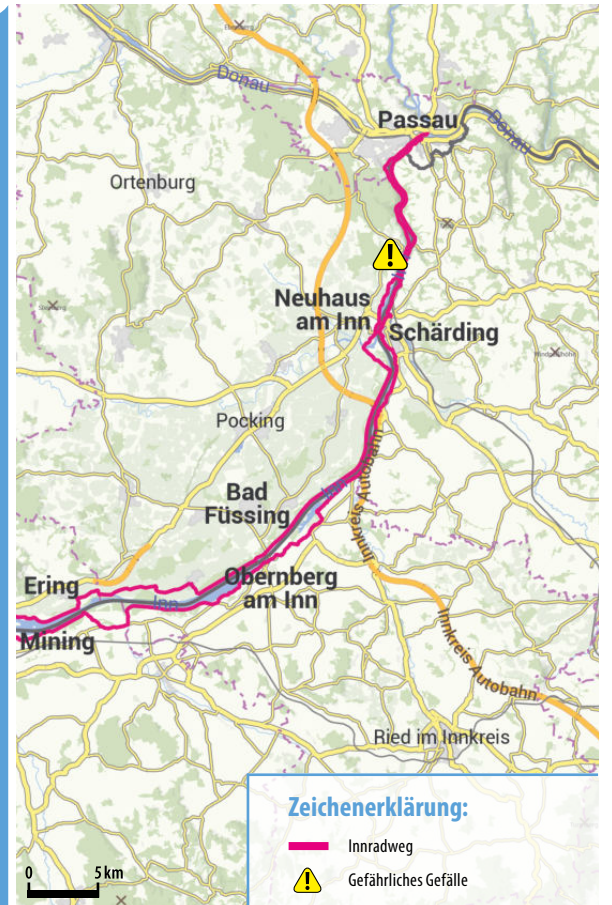 Donau
Passau
Donau
Ortenburg
Neuhaus
am Inn
Schärding
Pocking
Innkreis Autobahn
Bad
Füssing
Inn
Ering
Obernberg
am Inn
Inn
Mining
Innkreis Autobahn
Ried im Innkreis
Zeichenerklärung:
Innradweg
Gefährliches Gefälle
0 5 km